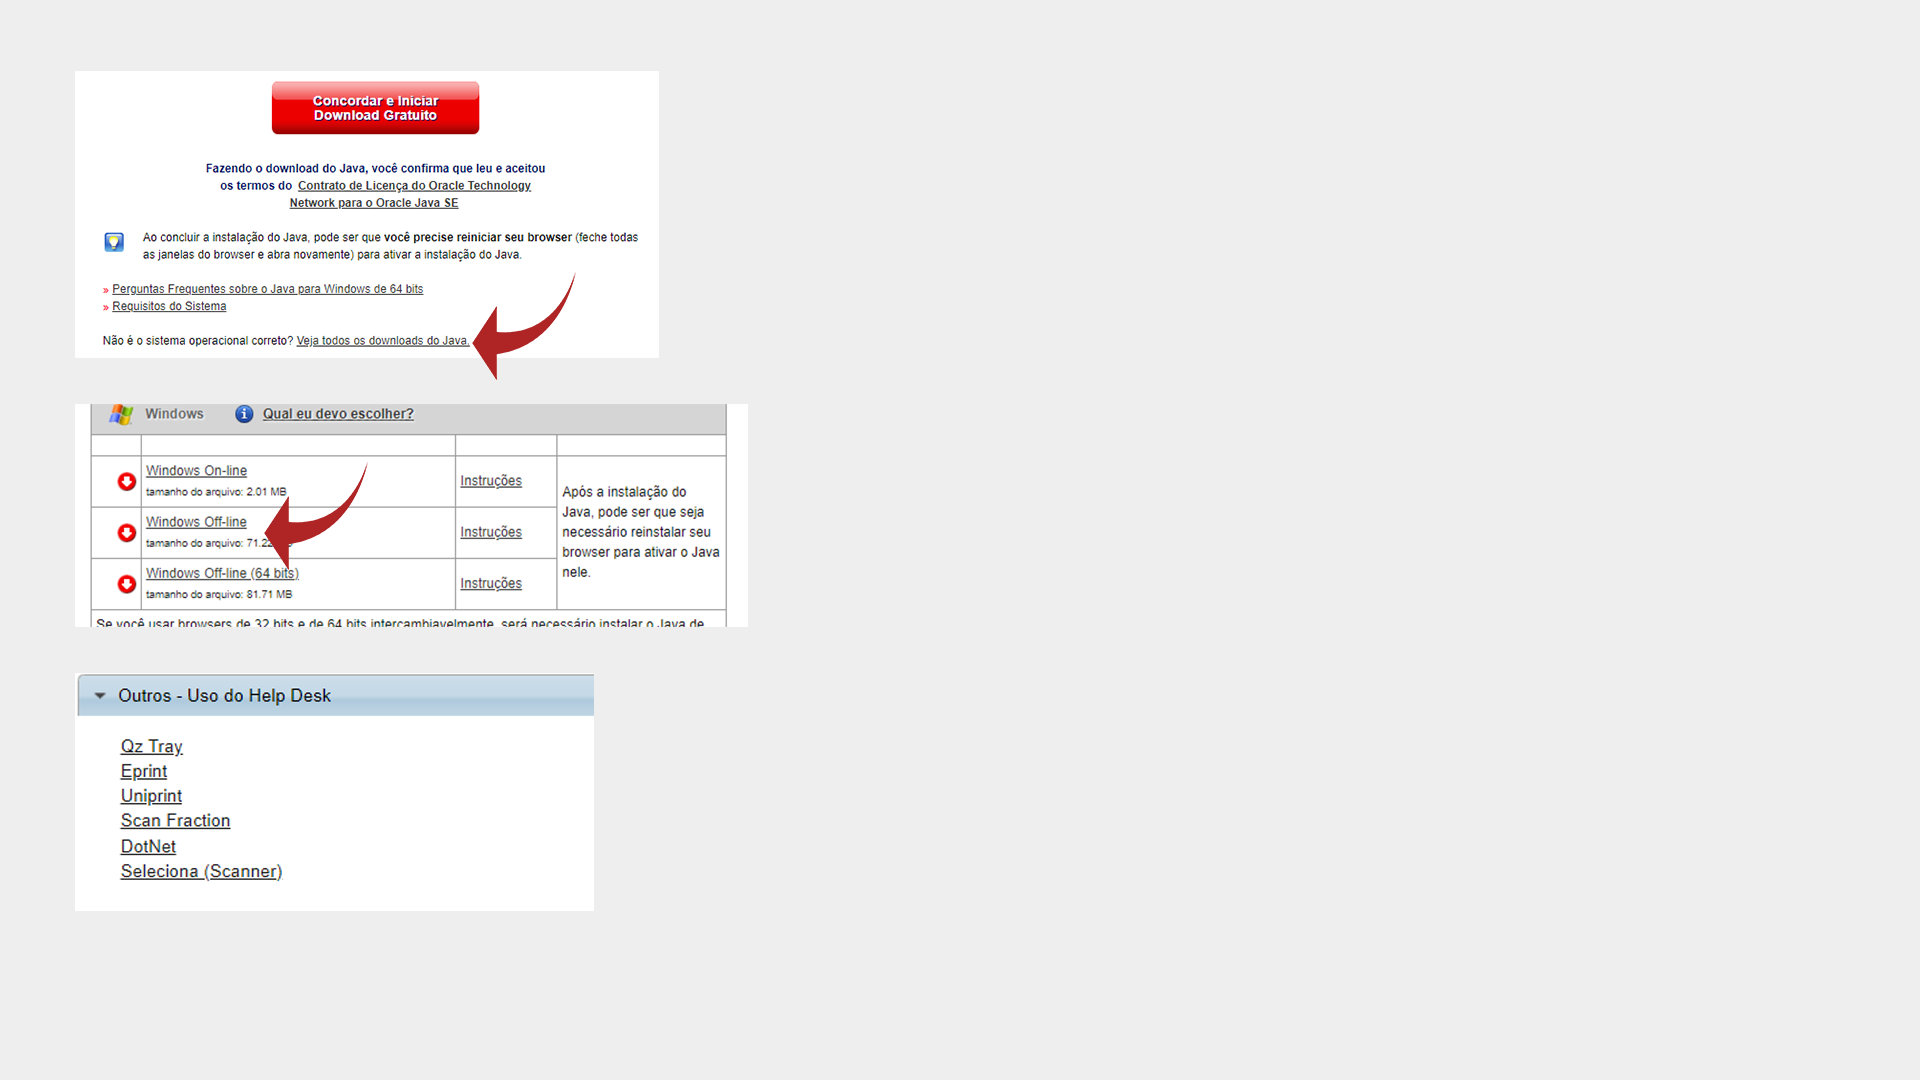 Concordar e Iniciar
Download Gratuito
Fazendo o download do Java, você confirma que leu e aceitou
os termos do Contrato de Licença do Oracle Technology
Network para o Oracle Java SE
Ao concluir a instalação do Java, pode ser que você precise reiniciar seu browser (feche todas
as janelas do browser e abra novamente) para ativar a instalação do Java.
» Perguntas Frequentes sobre o Java para Windows de 64 bits
» Requisitos do Sistema
Não é o sistema operacional correto? Veja todos os downloads do Java.
Windows Qual eu devo escolher?
Windows On-line
tamanho do arquivo: 2.01 MB
Instruções
Windows Off-line
tamanho do arquivo:
Instruções
Windows Off-line (64 bits)
tamanho do arquivo: 81.71 MB
Instruções
Após a instalação do
Java, pode ser que seja
necessário reinstalar seu
browser para ativar o Java
nele.
Se você usar browsers de 32 bits e de 64 bits intercambiavelmente, será necessário instalar o Java de
Outros - Uso do Help Desk
Qz Tray
Eprint
Uniprint
Scan Fraction
DotNet
Seleciona (Scanner)